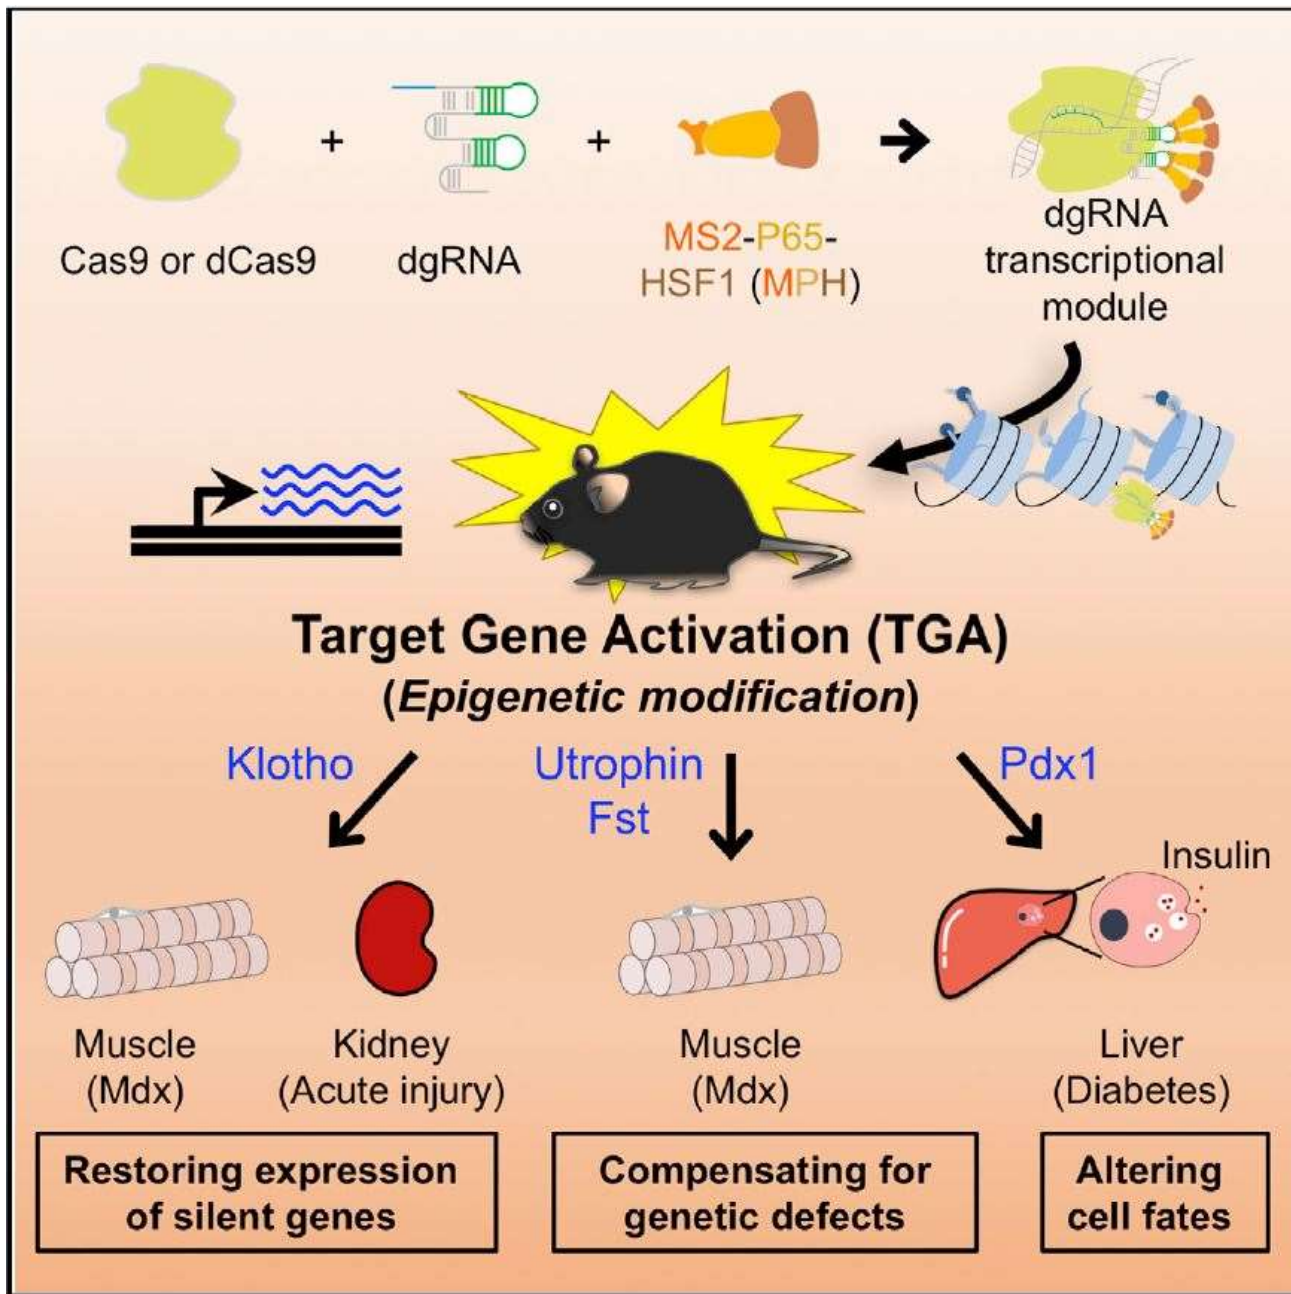 +
+
Cas9 or dCas9
dgRNA
MS2-P65-
HSF1 (MPH)
dgRNA
transcriptional
module
Target Gene Activation (TGA)
(Epigenetic modification)
Klotho
Utrophin
Fst
Pdx1
Insulin
Muscle
(Mdx)
Kidney
(Acute injury)
Muscle
(Mdx)
Liver
(Diabetes)
Restoring expression
of silent genes
Compensating for
genetic defects
Altering
cell fates